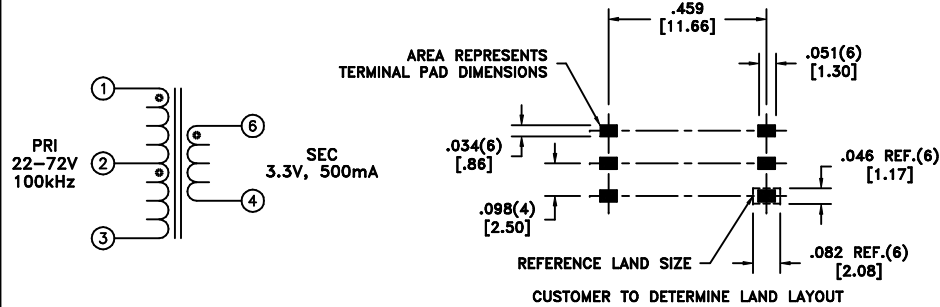 1
2
3
PRI
22-72V
100kHz
6
4
SEC
3.3V, 500mA
AREA REPRESENTS
TERMINAL PAD DIMENSIONS
.459
[11.66]
.051(6)
[1.30]
.034(6)
[.86]
.098(4)
[2.50]
.046 REF.(6)
[1.17]
.082 REF.(6)
[2.08]
REFERENCE LAND SIZE
CUSTOMER TO DETERMINE LAND LAYOUT